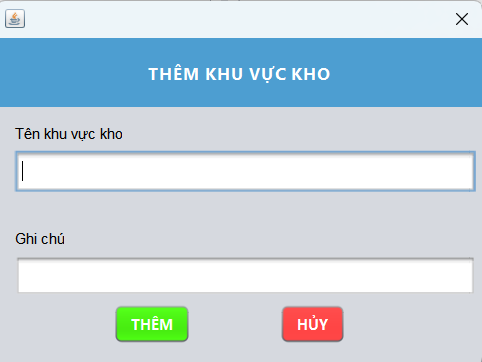 THÊM KHU VỰC KHO
Tên khu vực kho
Ghi chú
THÊM
HỦY